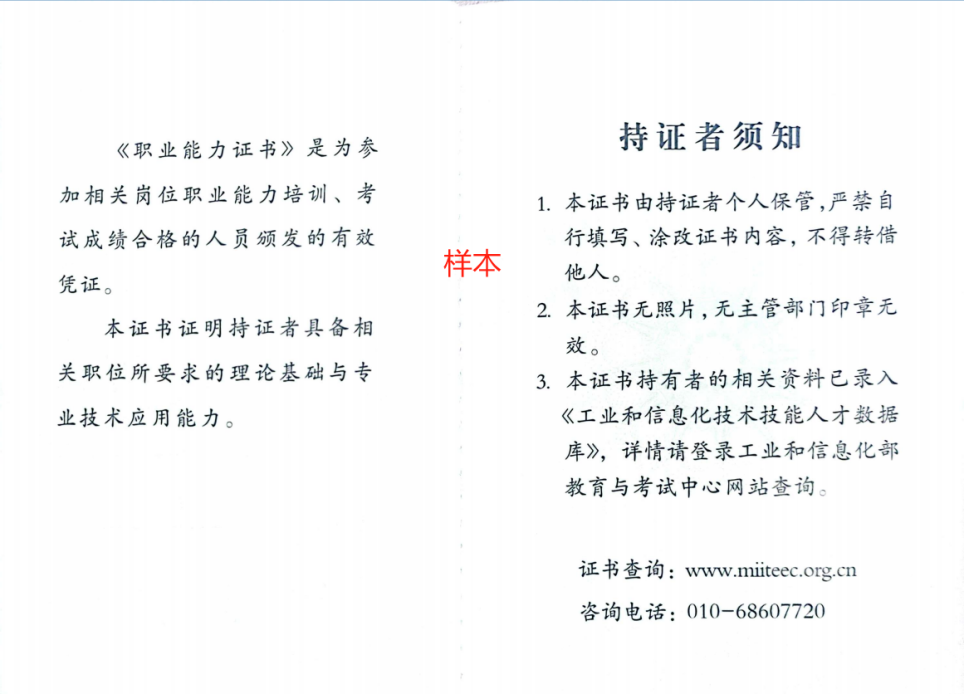 《职业能力证书》是为参
加相关岗位职业能力培训、考
试成绩合格的人员颁发的有效
凭证。
本证书证明持证者具备相
关职位所要求的理论基础与专
业技术应用能力。
样本
持证者须知
1. 本证书由持证者个人保管,严禁自
行填写、涂改证书内容，不得转借
他人。
2. 本证书无照片,无主管部门印章无
效。
3. 本证书持有者的相关资料已录入
《工业和信息化技术技能人才数据
库》，详情请登录工业和信息化部
教育与考试中心网站查询。
证书查询：www.miiteec.org.cn
咨询电话：010-68607720